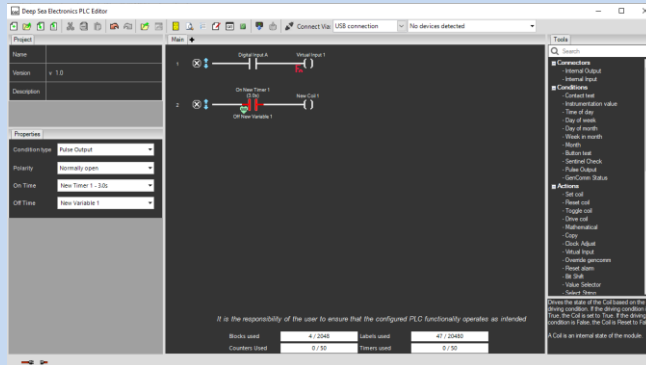 Deep Sea Electronics PLC Editor
Connect Via: USB connection No devices detected
Project
Name
Version v 1.0
Description
Properties
Condition type Pulse Output
Polarity Normally open
On Time New Timer 1 - 3.0s
Off Time New Variable 1
Main
1
Digital Input A Virtual Input 1
2
On New Timer 1
(3.0s) New Coil 1
Off New Variable 1
It is the responsibility of the user to ensure that the configured PLC functionality operates as intended
Blocks used 4 / 2048 Labels used 47 / 20480
Counters Used 0 / 50 Timers used 0 / 50
Tools
Search
Connectors
- Internal Output
- Internal Input
Conditions
- Contact test
- Instrumentation value
- Time of day
- Day of week
- Day of month
- Week in month
- Month
- Button test
- Sentinel Check
- Pulse Output
- GenComm Status
Actions
- Set coil
- Reset coil
- Toggle coil
- Drive coil
- Mathematical
- Copy
- Clock Adjust
- Virtual Input
- Override gencomm
- Reset alarm
- Bit Shift
- Value Selector
- Select String
Drives the state of the Coil based on the
driving condition. If the driving condition
True, the Coil is set to True. If the driving
condition is False, the Coil is Reset to
A Coil is an internal state of the module.